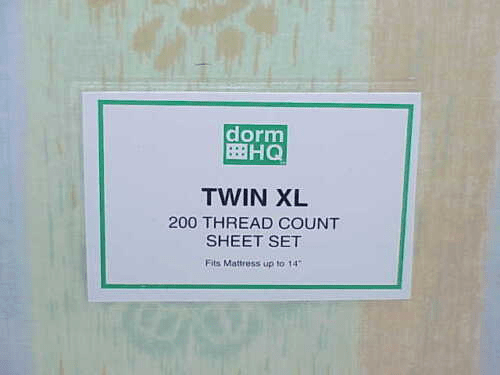 dorm
HQ
TWIN XL
200 THREAD COUNT
SHEET SET
Fits Mattress up to 14"